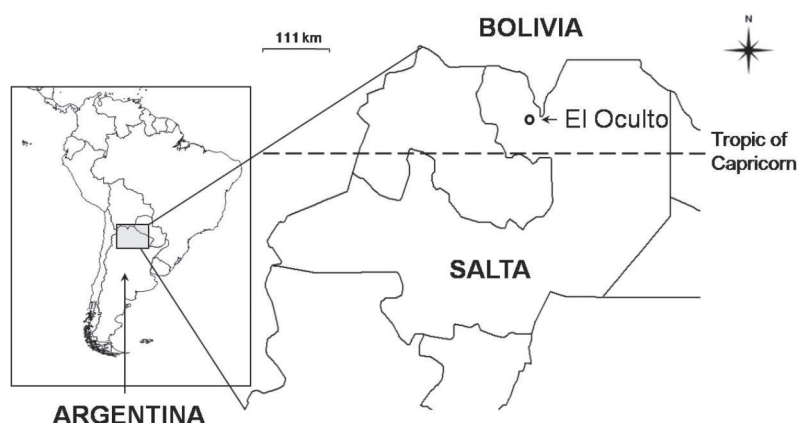 BOLIVIA
N
111 km
El Oculto
Tropic of
Capricorn
SALTA
ARGENTINA